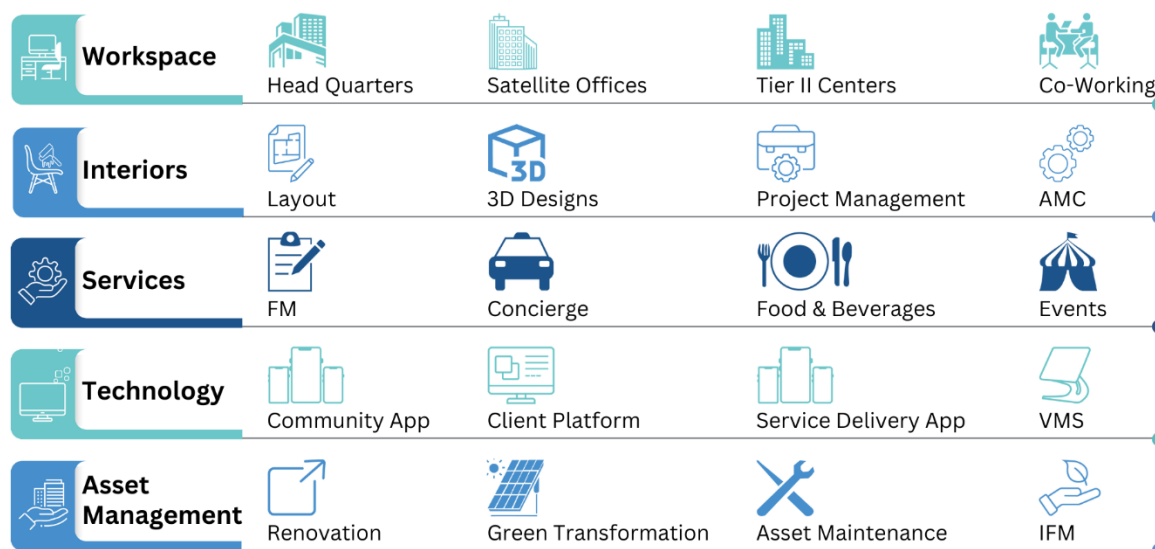 Workspace
Head Quarters
Satellite Offices
Tier II Centers
Co-Working
Interiors
Layout
3D
3D Designs
Project Management
AMC
Services
FM
Concierge
Food & Beverages
Events
Technology
Community App
Client Platform
Service Delivery App
VMS
Asset
Management
Renovation
Green Transformation
Asset Maintenance
IFM